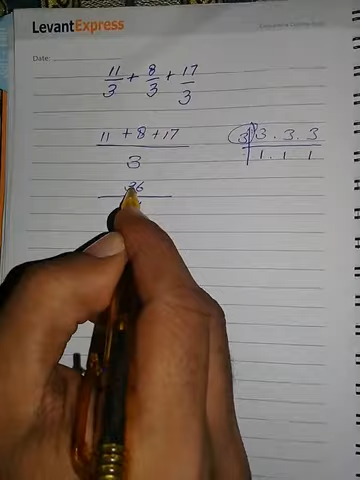 LevantExpress
Date:
11/3 + 8/3 + 17/3
11 + 8 + 17 / 3
3 | 3 . 3 . 3
1 . 1 1
36